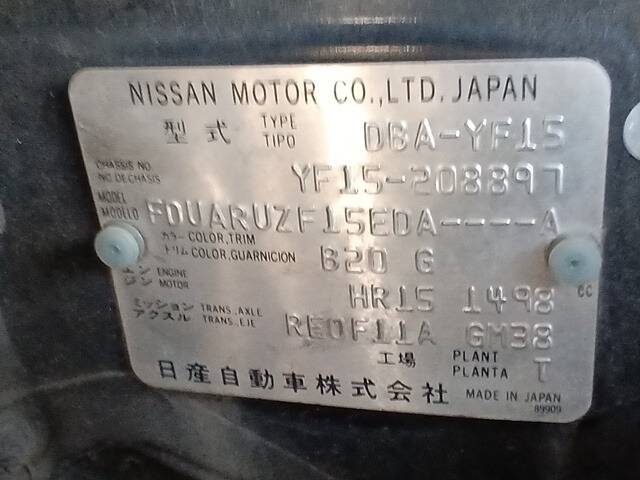 NISSAN MOTOR CO.,LTD. JAPAN
型式 TYPE TIPO DBA-YF15
CHASSIS NO. NO.DE CHASIS YF15-208897
MODEL MODOLO FDUARUZF15EDA----A
カラー COLOR,TRIM
トリム COLOR,GUARNICION B20 G
エンジン ENGINE MOTOR HR15 1498 CC
ミッション TRANS.AXLE
アクスル TRANS.EJE RE0F11A GM38
工場 PLANT PLANTA T
日産自動車株式会社 MADE IN JAPAN
89909